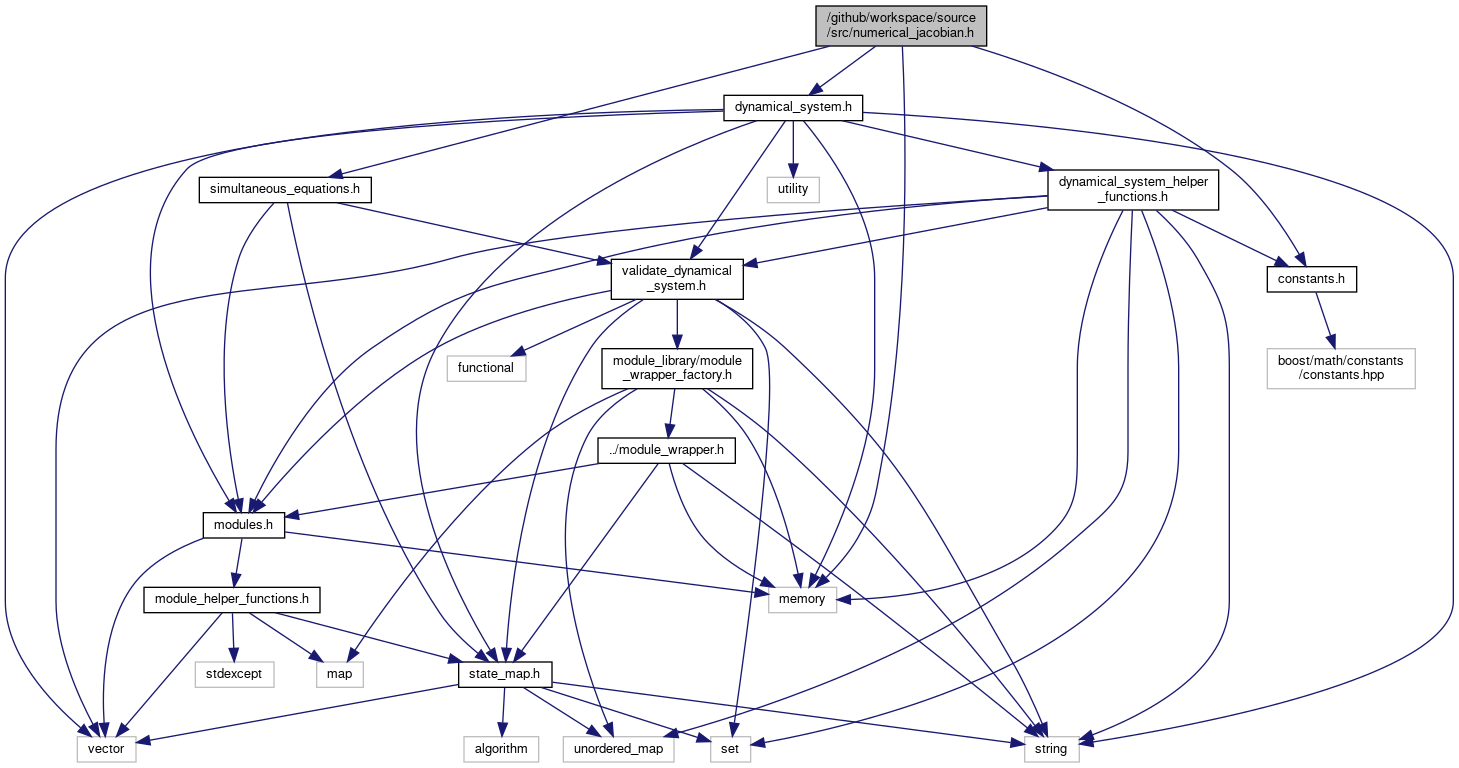 /github/workspace/source
/src/numerical_jacobian.h
dynamical_system.h
simultaneous_equations.h
utility
dynamical_system_helper
_functions.h
validate_dynamical
_system.h
constants.h
functional
module_library/module
_wrapper_factory.h
boost/math/constants
/constants.hpp
../module_wrapper.h
modules.h
module_helper_functions.h
memory
stdexcept
map
state_map.h
vector
algorithm
unordered_map
set
string